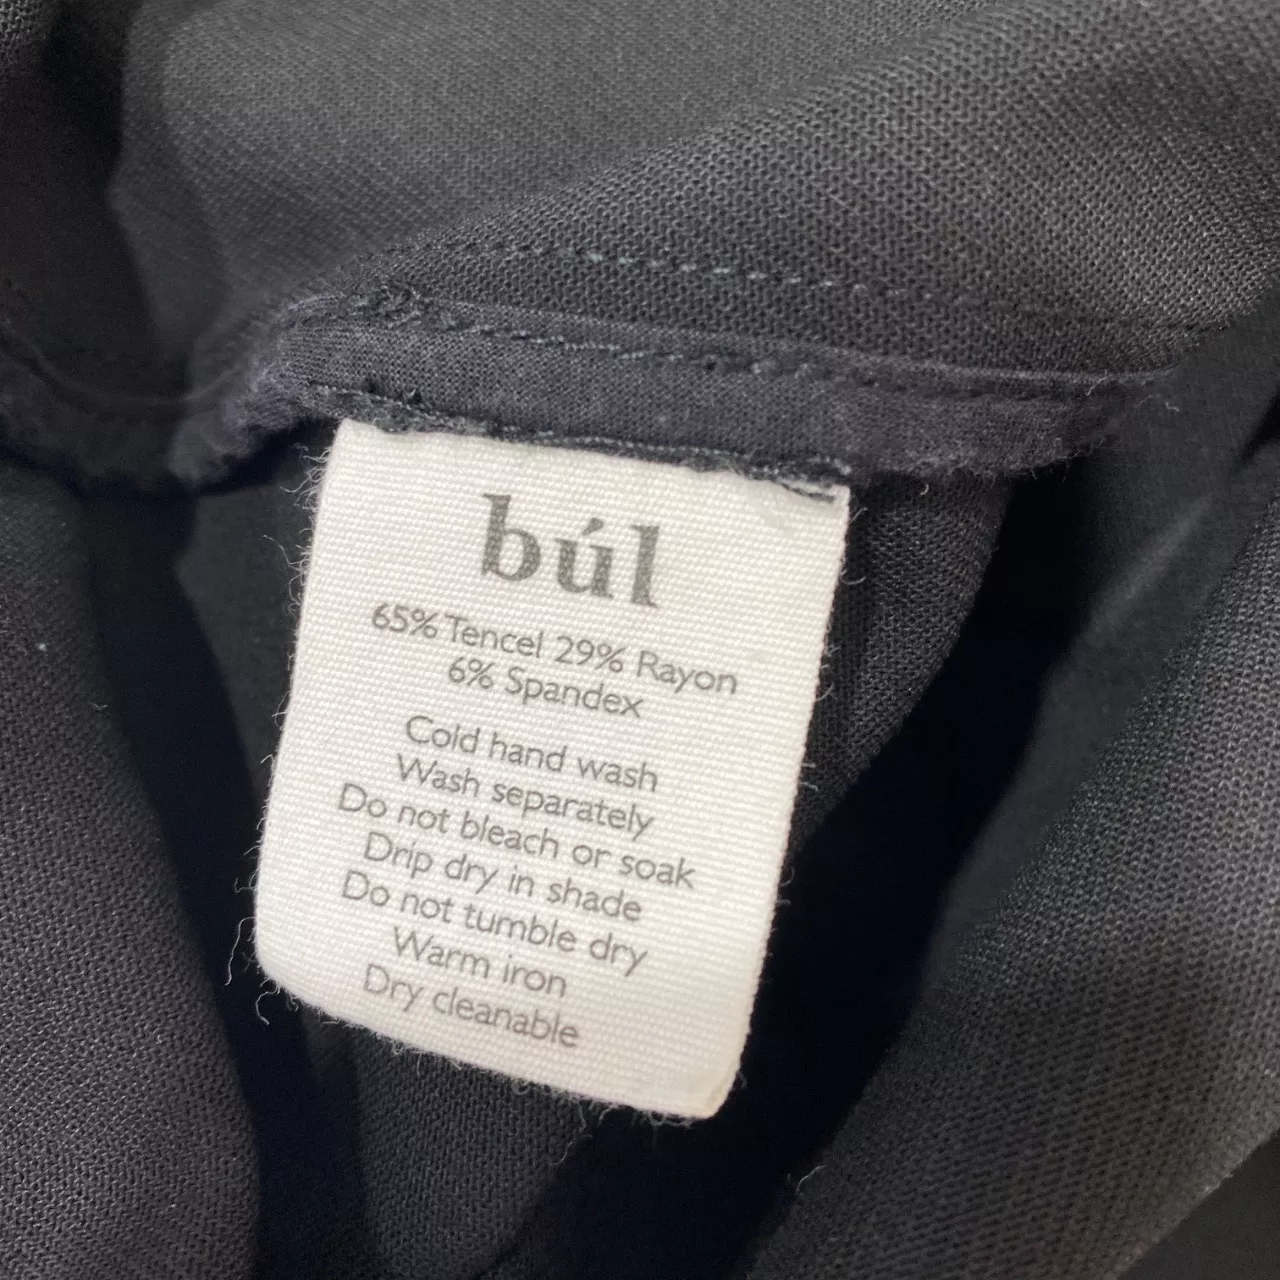 búl
65% Tencel 29% Rayon
6% Spandex
Cold hand wash
Wash separately
Do not bleach or soak
Drip dry in shade
Do not tumble dry
Warm iron
Dry cleanable